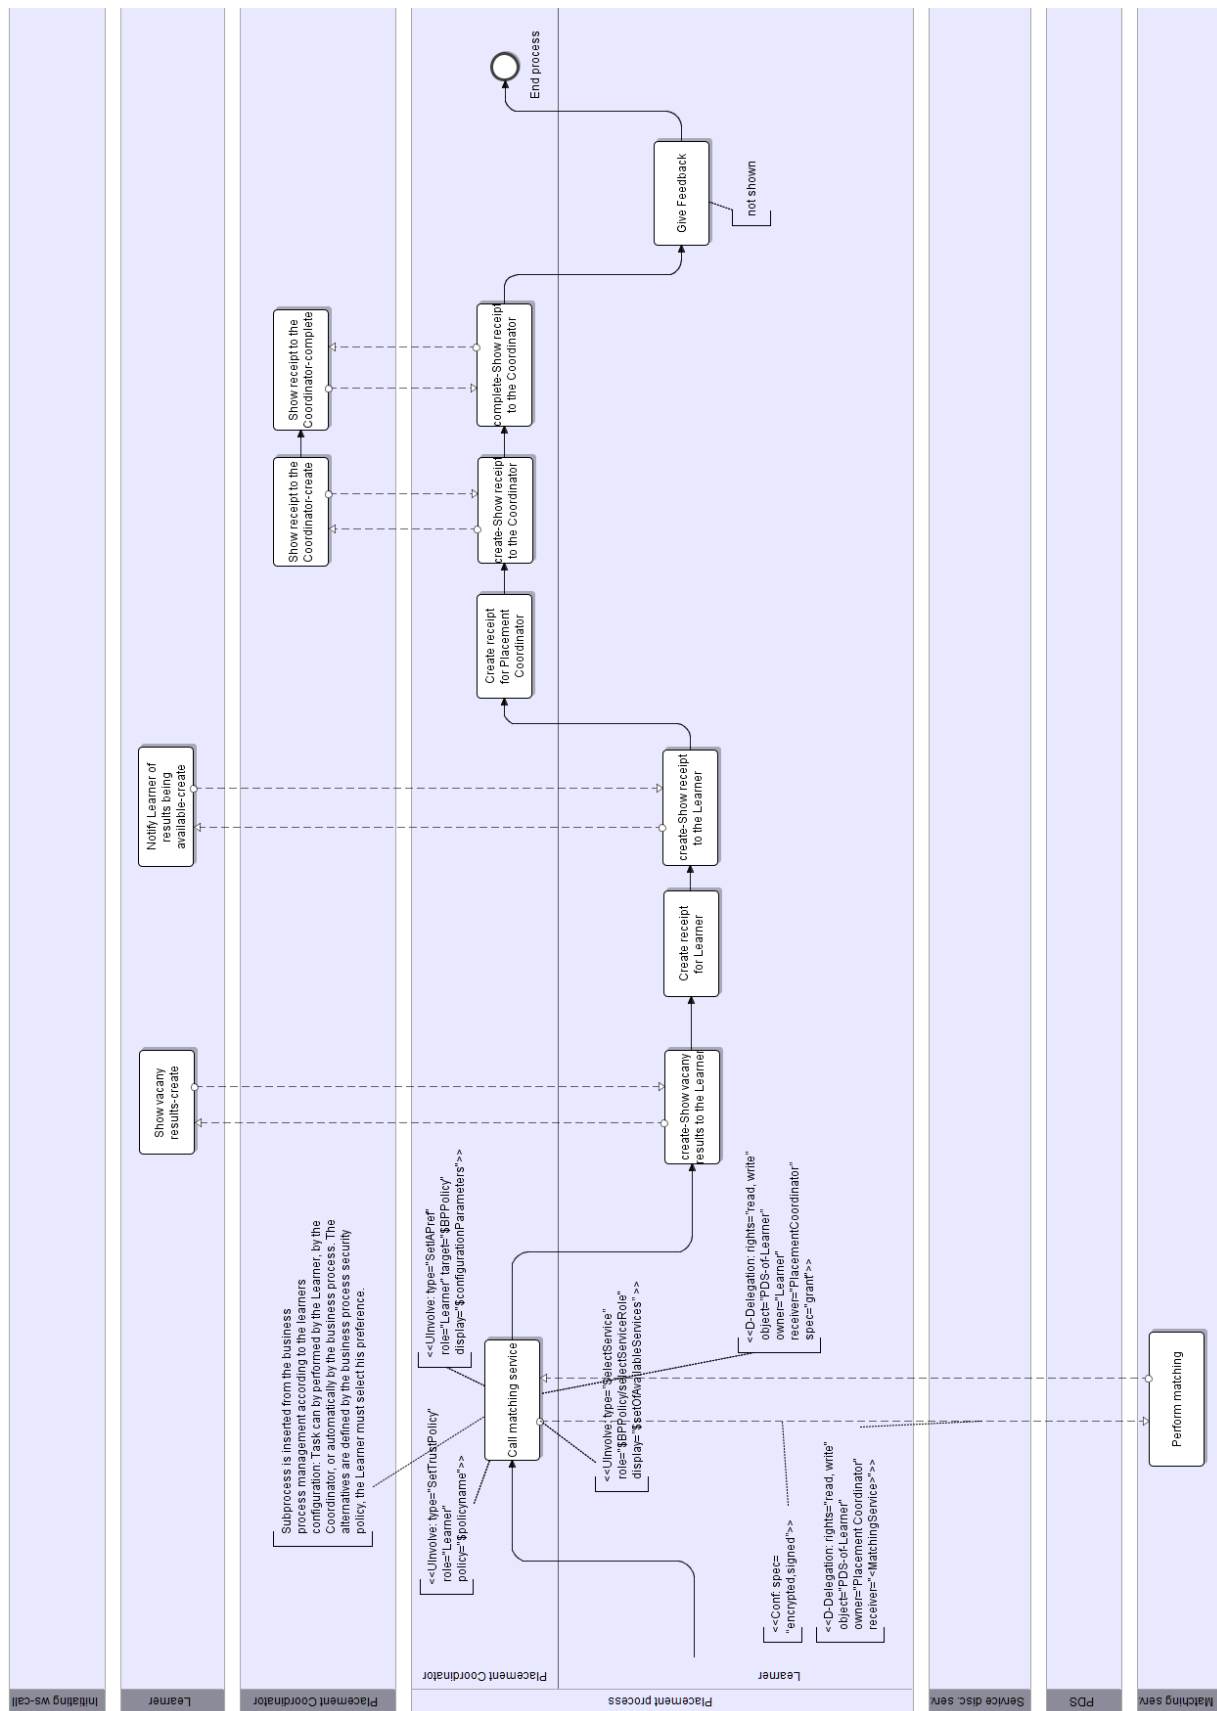 Initiating ws-call
Learner
Placement Coordinator
Placement process
Placement Coordinator
Learner
Service disc. serv.
PDS
Matching serv.
Subprocess is inserted from the business
process management according to the learners
configuration: Task can by performed by the Learner, by the
Coordinator, or automatically by the business process. The
alternatives are defined by the business process security
policy, the Learner must select his preference.
<<UInvolve: type="SetTrustPolicy"
role="Learner"
policy="$policyname">>
<<UInvolve: type="SetIAPref"
role="Learner" target="$BPPolicy"
display="$configurationParameters">>
Call matching service
<<UInvolve: type="SelectService"
role="$BPPolicy/selectServiceRole"
display="$setOfAvailableServices" >>
<<D-Delegation: rights="read, write"
object="PDS-of-Learner"
owner="Learner"
receiver="PlacementCoordinator"
spec="grant">>
<<Conf: spec=
"encrypted,signed">>
<<D-Delegation: rights="read, write"
object="PDS-of-Learner"
owner="Placement Coordinator"
receiver="<MatchingService>">>
Perform matching
Show vacany
results-create
create-Show vacany
results to the Learner
Create receipt
for Learner
Notify Learner of
results being
available-create
create-Show receipt
to the Learner
Create receipt
for Placement
Coordinator
Show receipt to the
Coordinator-create
create-Show receipt
to the Coordinator
Show receipt to the
Coordinator-complete
complete-Show receipt
to the Coordinator
Give Feedback
not shown
End process